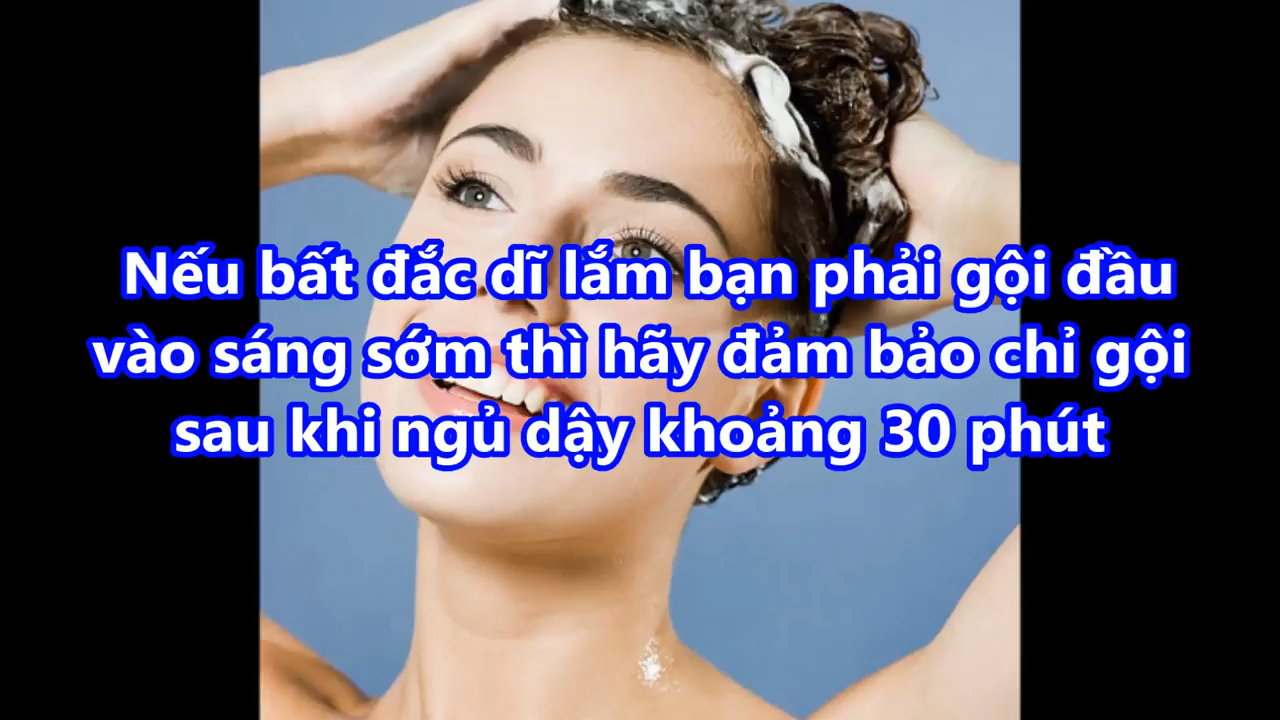 Nếu bất đắc dĩ lắm bạn phải gội đầu
vào sáng sớm thì hãy đảm bảo chỉ gội
sau khi ngủ dậy khoảng 30 phút